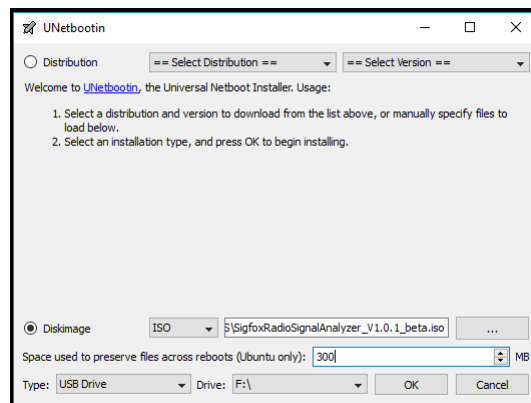 UNetbootin
Distribution == Select Distribution == == Select Version ==
Welcome to UNetbootin, the Universal Netboot Installer. Usage:
1. Select a distribution and version to download from the list above, or manually specify files to
load below.
2. Select an installation type, and press OK to begin installing.
Diskimage ISO S\SigfoxRadioSignalAnalyzer_V1.0.1_beta.iso ...
Space used to preserve files across reboots (Ubuntu only): 300 MB
Type: USB Drive Drive: F:\ OK Cancel